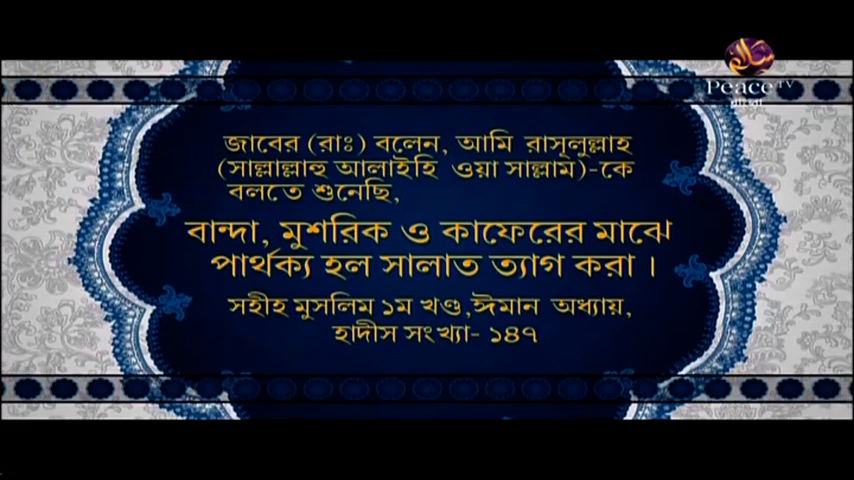 Peace TV
বাংলা
জাবের (রাঃ) বলেন, আমি রাসূলুল্লাহ
(সাল্লাল্লাহু আলাইহি ওয়া সাল্লাম)-কে
বলতে শুনেছি,
বান্দা, মুশরিক ও কাফেরের মাঝে
পার্থক্য হল সালাত ত্যাগ করা ।
সহীহ মুসলিম ১ম খণ্ড,ঈমান অধ্যায়,
হাদীস সংখ্যা- ১৪৭